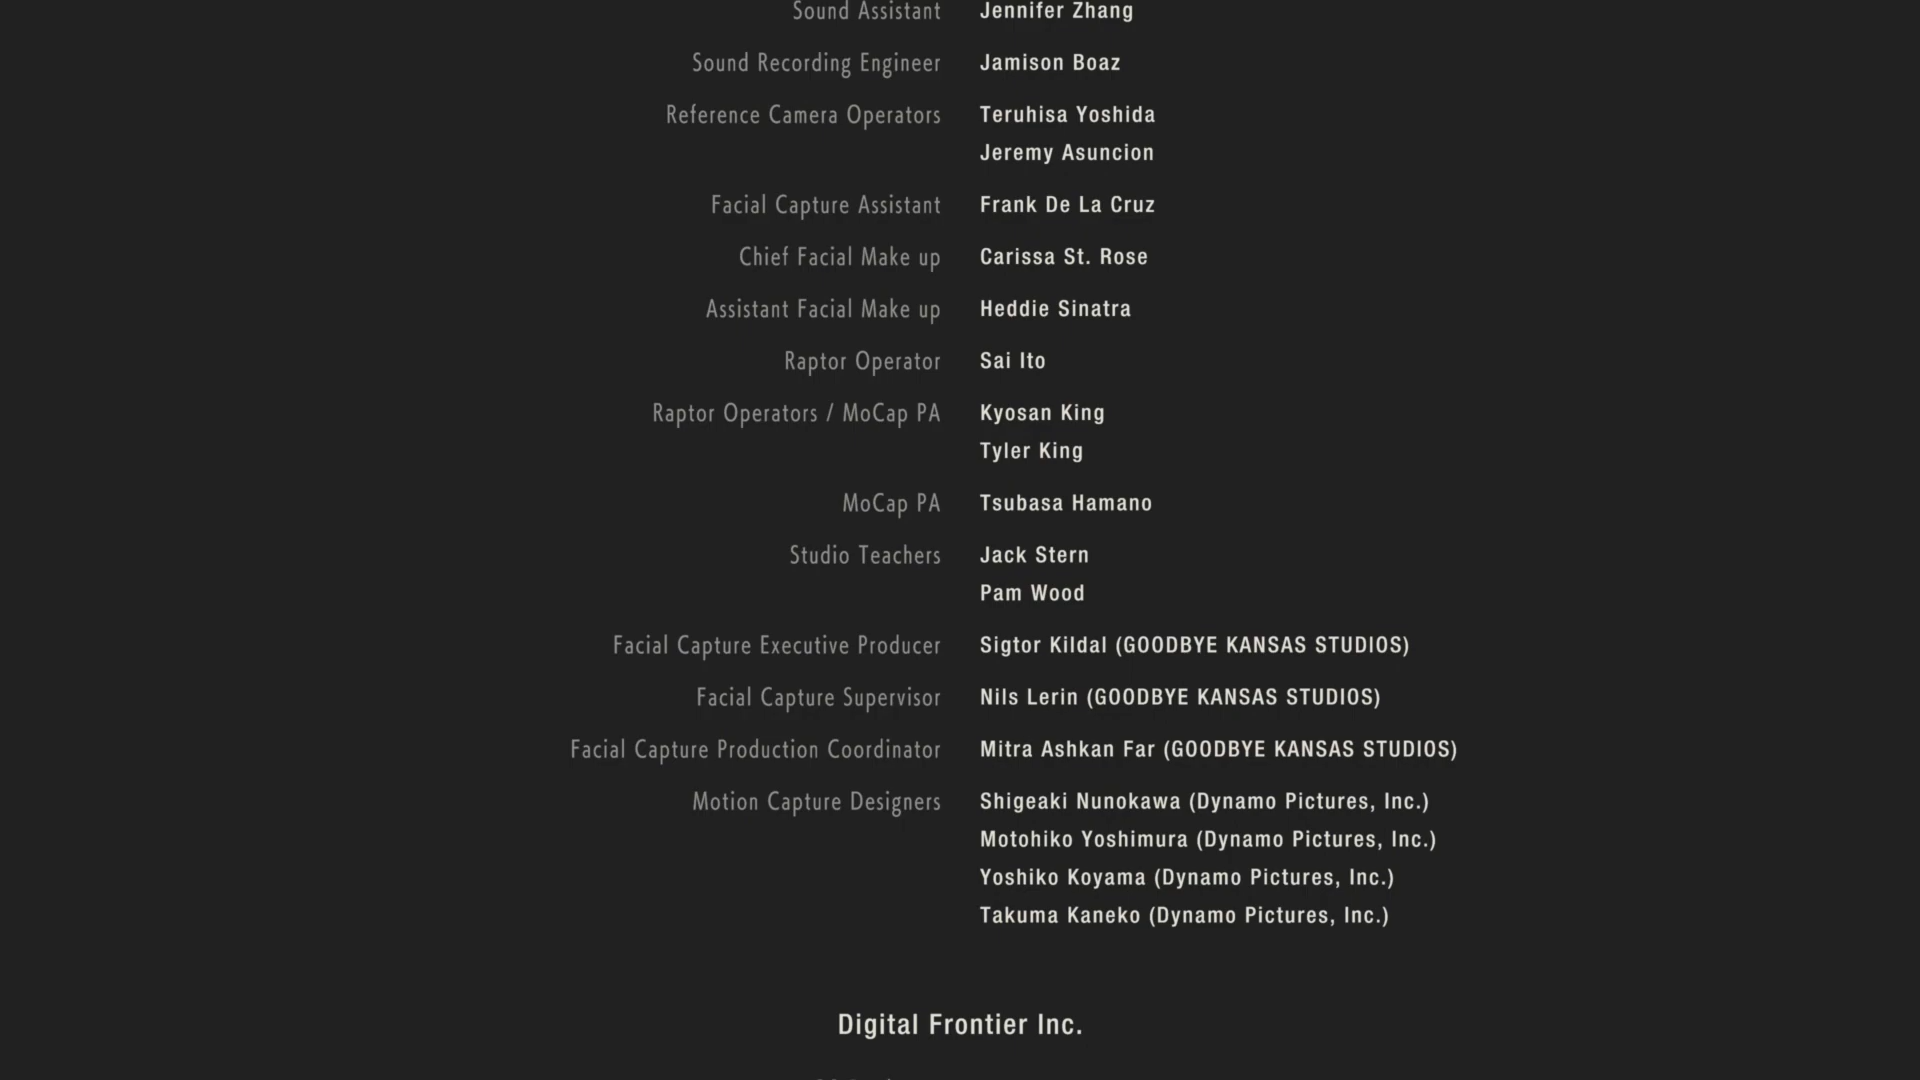 Sound Assistant Jennifer Zhang
Sound Recording Engineer Jamison Boaz
Reference Camera Operators Teruhisa Yoshida
Jeremy Asuncion
Facial Capture Assistant Frank De La Cruz
Chief Facial Make up Carissa St. Rose
Assistant Facial Make up Heddie Sinatra
Raptor Operator Sai Ito
Raptor Operators / MoCap PA Kyosan King
Tyler King
MoCap PA Tsubasa Hamano
Studio Teachers Jack Stern
Pam Wood
Facial Capture Executive Producer Sigtor Kildal (GOODBYE KANSAS STUDIOS)
Facial Capture Supervisor Nils Lerin (GOODBYE KANSAS STUDIOS)
Facial Capture Production Coordinator Mitra Ashkan Far (GOODBYE KANSAS STUDIOS)
Motion Capture Designers Shigeaki Nunokawa (Dynamo Pictures, Inc.)
Motohiko Yoshimura (Dynamo Pictures, Inc.)
Yoshiko Koyama (Dynamo Pictures, Inc.)
Takuma Kaneko (Dynamo Pictures, Inc.)
Digital Frontier Inc.